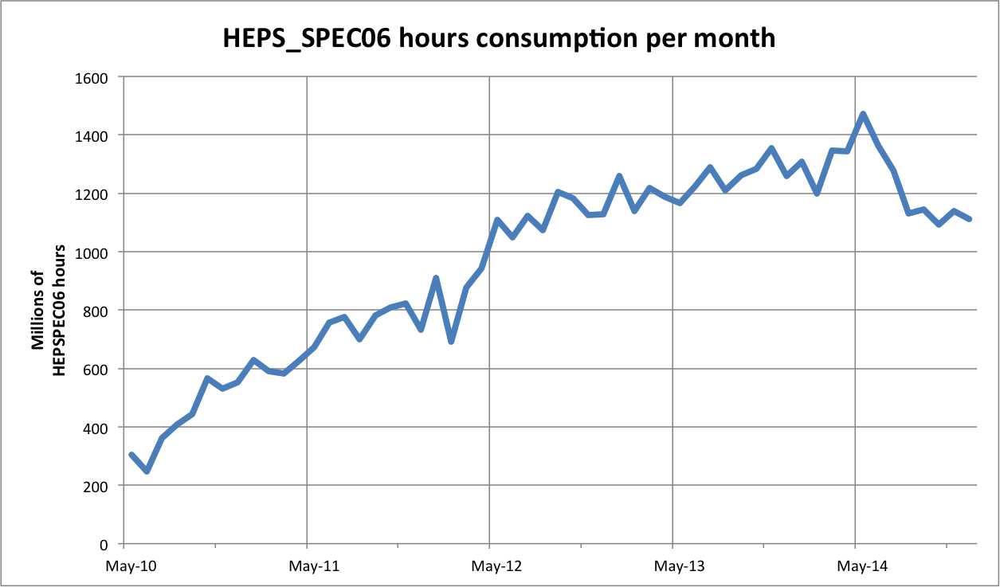 HEPS_SPEC06 hours consumption per month
Millions of
HEPSPEC06 hours
1600
1400
1200
1000
800
600
400
200
0
May-10 May-11 May-12 May-13 May-14